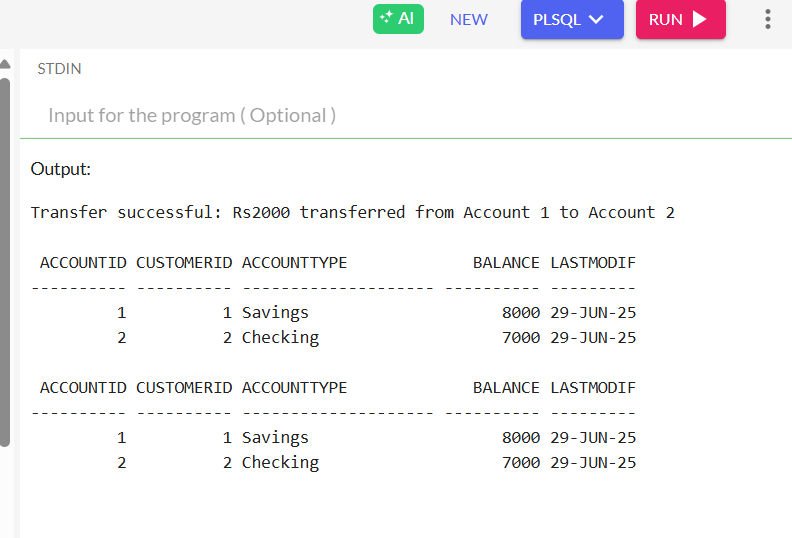 AI NEW PLSQL RUN
STDIN
Input for the program ( Optional )
Output:
Transfer successful: Rs2000 transferred from Account 1 to Account 2
 ACCOUNTID CUSTOMERID ACCOUNTTYPE             BALANCE LASTMODIF
---------- ---------- -------------------- ---------- ---------
         1          1 Savings                    8000 29-JUN-25
         2          2 Checking                   7000 29-JUN-25
 ACCOUNTID CUSTOMERID ACCOUNTTYPE             BALANCE LASTMODIF
---------- ---------- -------------------- ---------- ---------
         1          1 Savings                    8000 29-JUN-25
         2          2 Checking                   7000 29-JUN-25